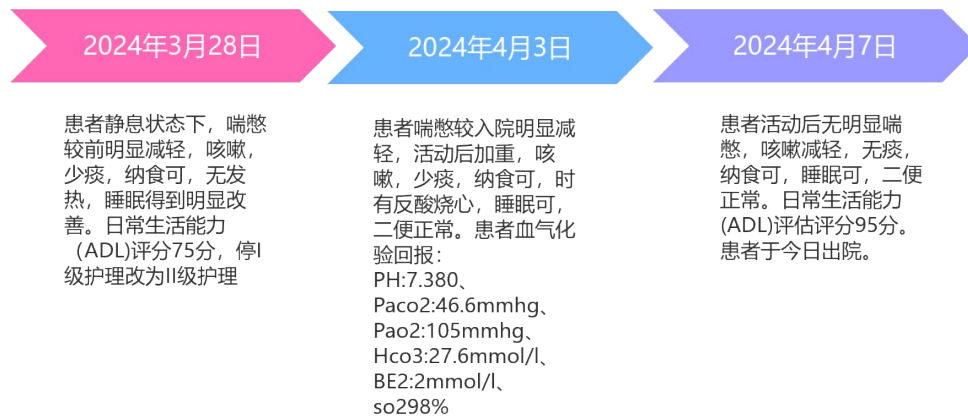 2024年3月28日
患者静息状态下，喘憋
较前明显减轻，咳嗽，
少痰，纳食可，无发
热，睡眠得到明显改
善。日常生活能力
（ADL)评分75分，停I
级护理改为II级护理
2024年4月3日
患者喘憋较入院明显减
轻，活动后加重，咳
嗽，少痰，纳食可，时
有反酸烧心，睡眠可，
二便正常。患者血气化
验回报：
PH:7.380、
Paco2:46.6mmhg、
Pao2:105mmhg、
Hco3:27.6mmol/l、
BE2:2mmol/l、
so298%
2024年4月7日
患者活动后无明显喘
憋，咳嗽减轻，无痰，
纳食可，睡眠可，二便
正常。日常生活能力
(ADL)评估评分95分。
患者于今日出院。